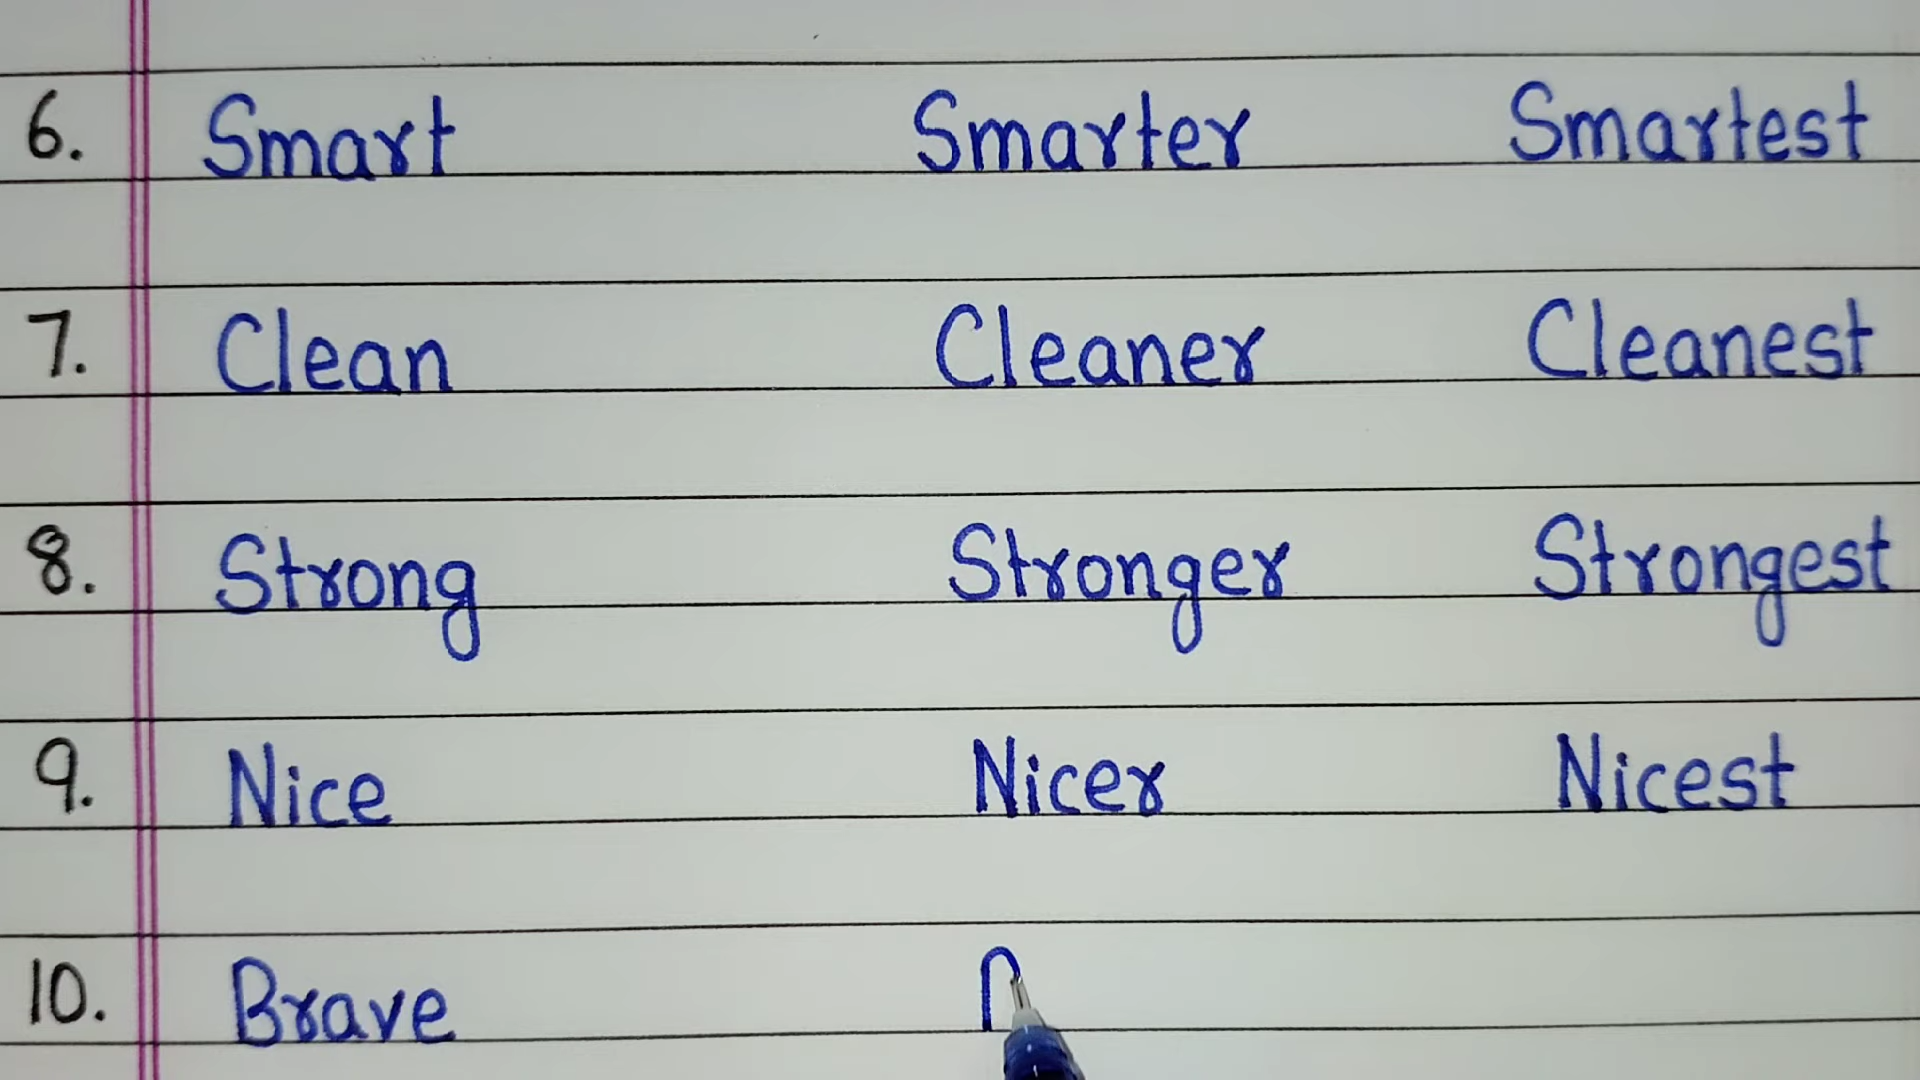 6. Smart Smarter Smartest
7. Clean Cleaner Cleanest
8. Strong Stronger Strongest
9. Nice Nicer Nicest
10. Brave